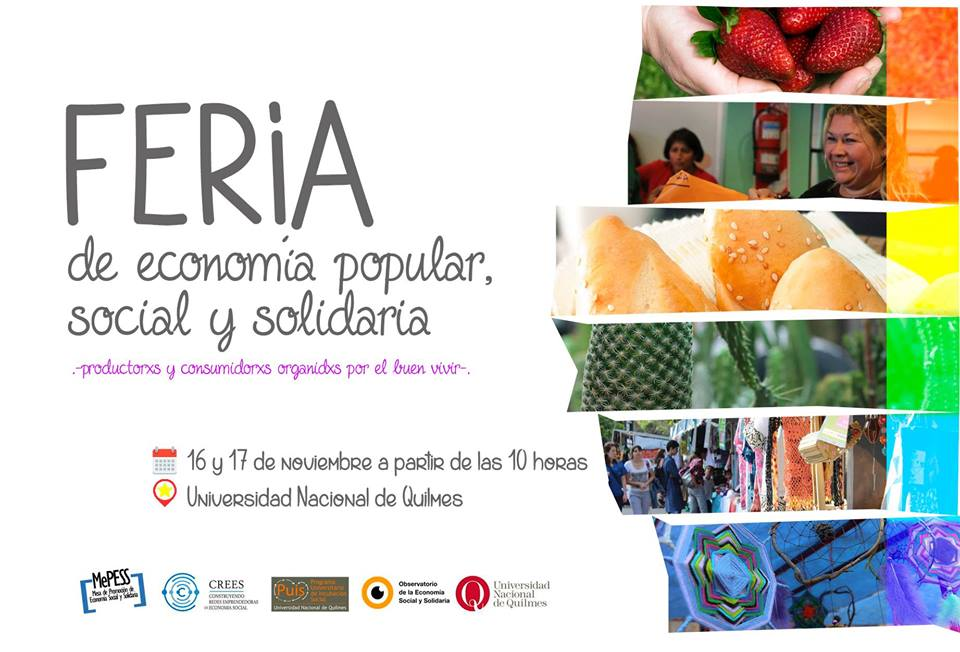 FERIA
de economía popular,
social y solidaria
.-productorxs y consumidorxs organidxs por el buen vivir-.
16 y 17 de noviembre a partir de las 10 horas
Universidad Nacional de Quilmes
MePESS
Mesa de Promoción de
Economía Social y Solidaria
CREES
CONSTRUYENDO
REDES EMPRENDEDORAS
EN ECONOMÍA SOCIAL
Puis
Programa
Universitario
de Incubación
Social
Universidad Nacional de Quilmes
Observatorio
de la Economía
Social y Solidaria
Universidad
Nacional
de Quilmes